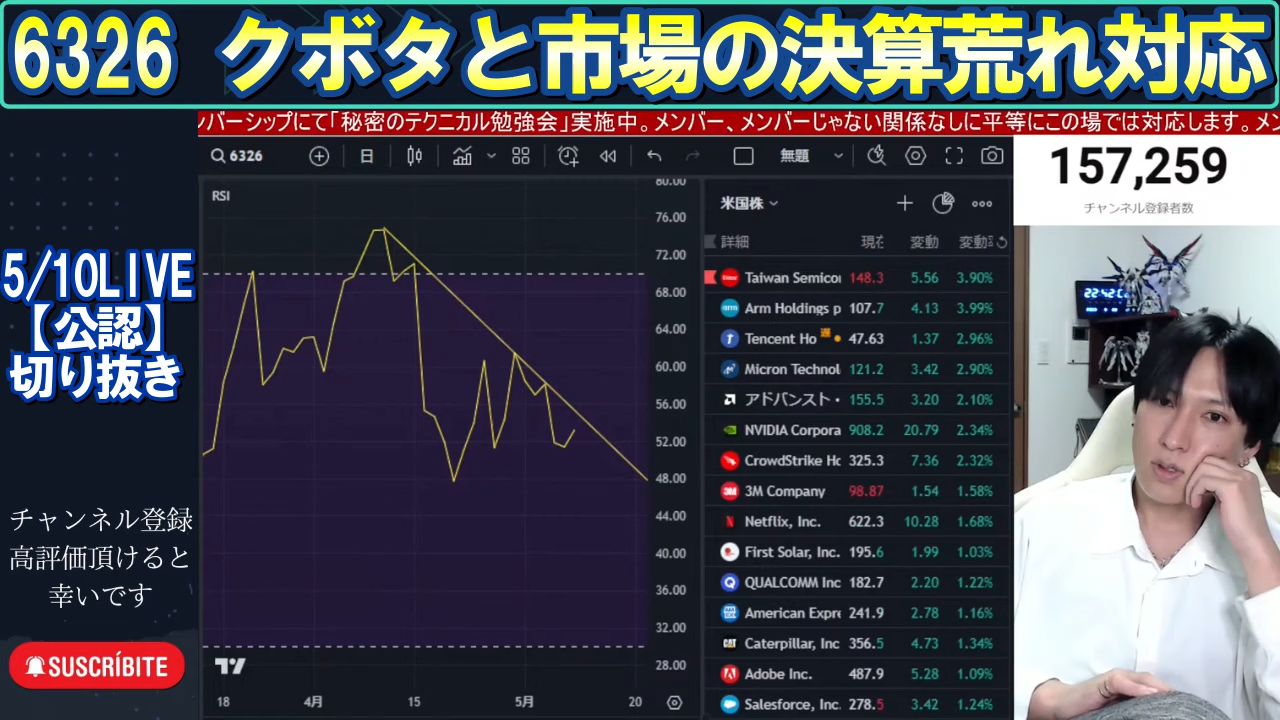 6326 クボタと市場の決算荒れ対応
ンバーシップにて「秘密のテクニカル勉強会」実施中。メンバー、メンバーじゃない関係なしに平等にこの場では対応します。メン
6326 日 無題
157,259
チャンネル登録者数
5/10LIVE
【公認】
切り抜き
チャンネル登録
高評価頂けると
幸いです
SUSCRÍBITE
RSI
80.00
76.00
72.00
68.00
64.00
60.00
56.00
52.00
48.00
44.00
40.00
36.00
32.00
28.00
18 4月 15 5月 20
米国株
詳細 現在 変動 変動
Taiwan Semicor 148.3 5.56 3.90%
Arm Holdings p 107.7 4.13 3.99%
Tencent Ho 47.63 1.37 2.96%
Micron Technol 121.2 3.42 2.90%
アドバンスト・ 155.5 3.20 2.10%
NVIDIA Corpora 908.2 20.79 2.34%
CrowdStrike Ho 325.3 7.36 2.32%
3M Company 98.87 1.54 1.58%
Netflix, Inc. 622.3 10.28 1.68%
First Solar, Inc. 195.6 1.99 1.03%
QUALCOMM Inc 182.7 2.20 1.22%
American Expre 241.9 2.78 1.16%
Caterpillar, Inc 356.5 4.73 1.34%
Adobe Inc. 487.9 5.28 1.09%
Salesforce, Inc. 278.5 3.42 1.24%